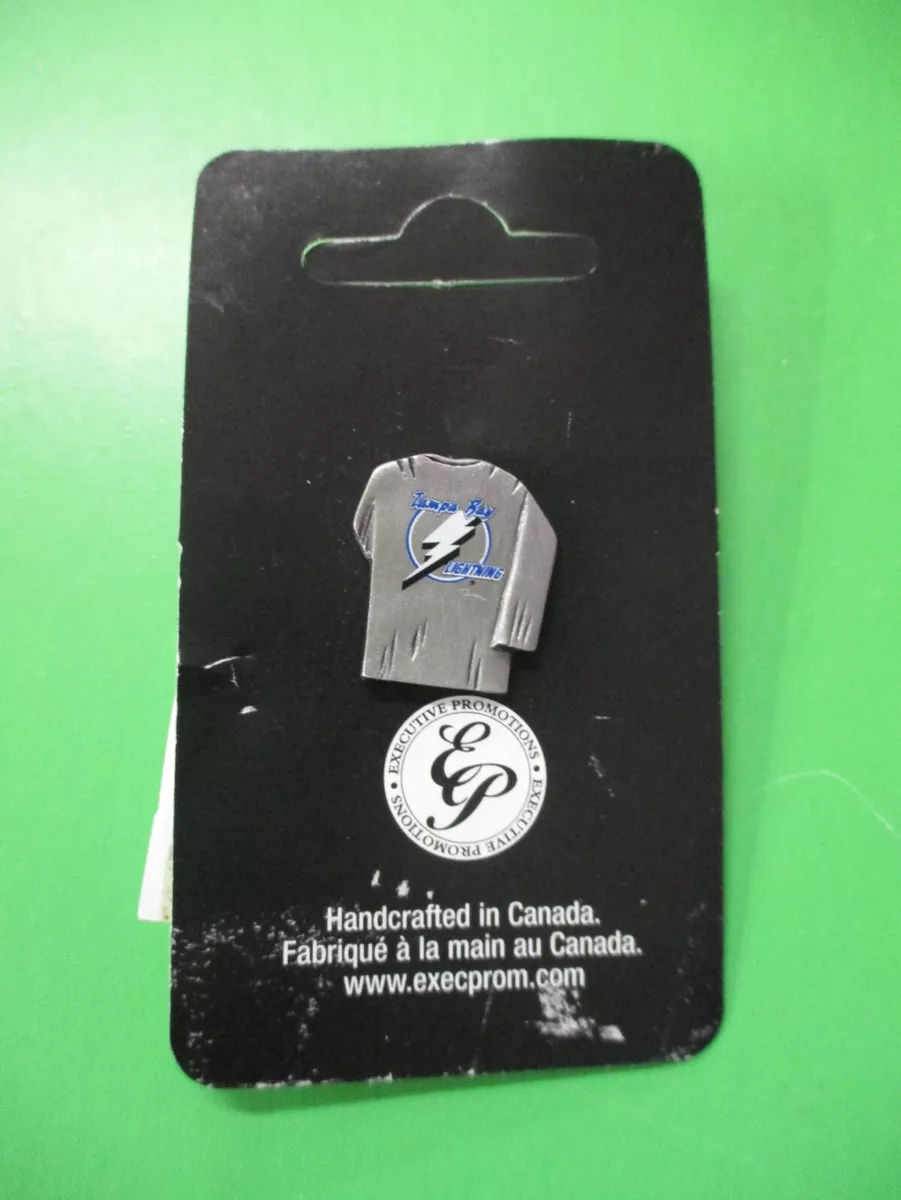 Tampa Bay
LIGHTNING
®
EXECUTIVE PROMOTIONS • EXECUTIVE PROMOTIONS •
EP
Handcrafted in Canada.
Fabriqué à la main au Canada.
www.execprom.com